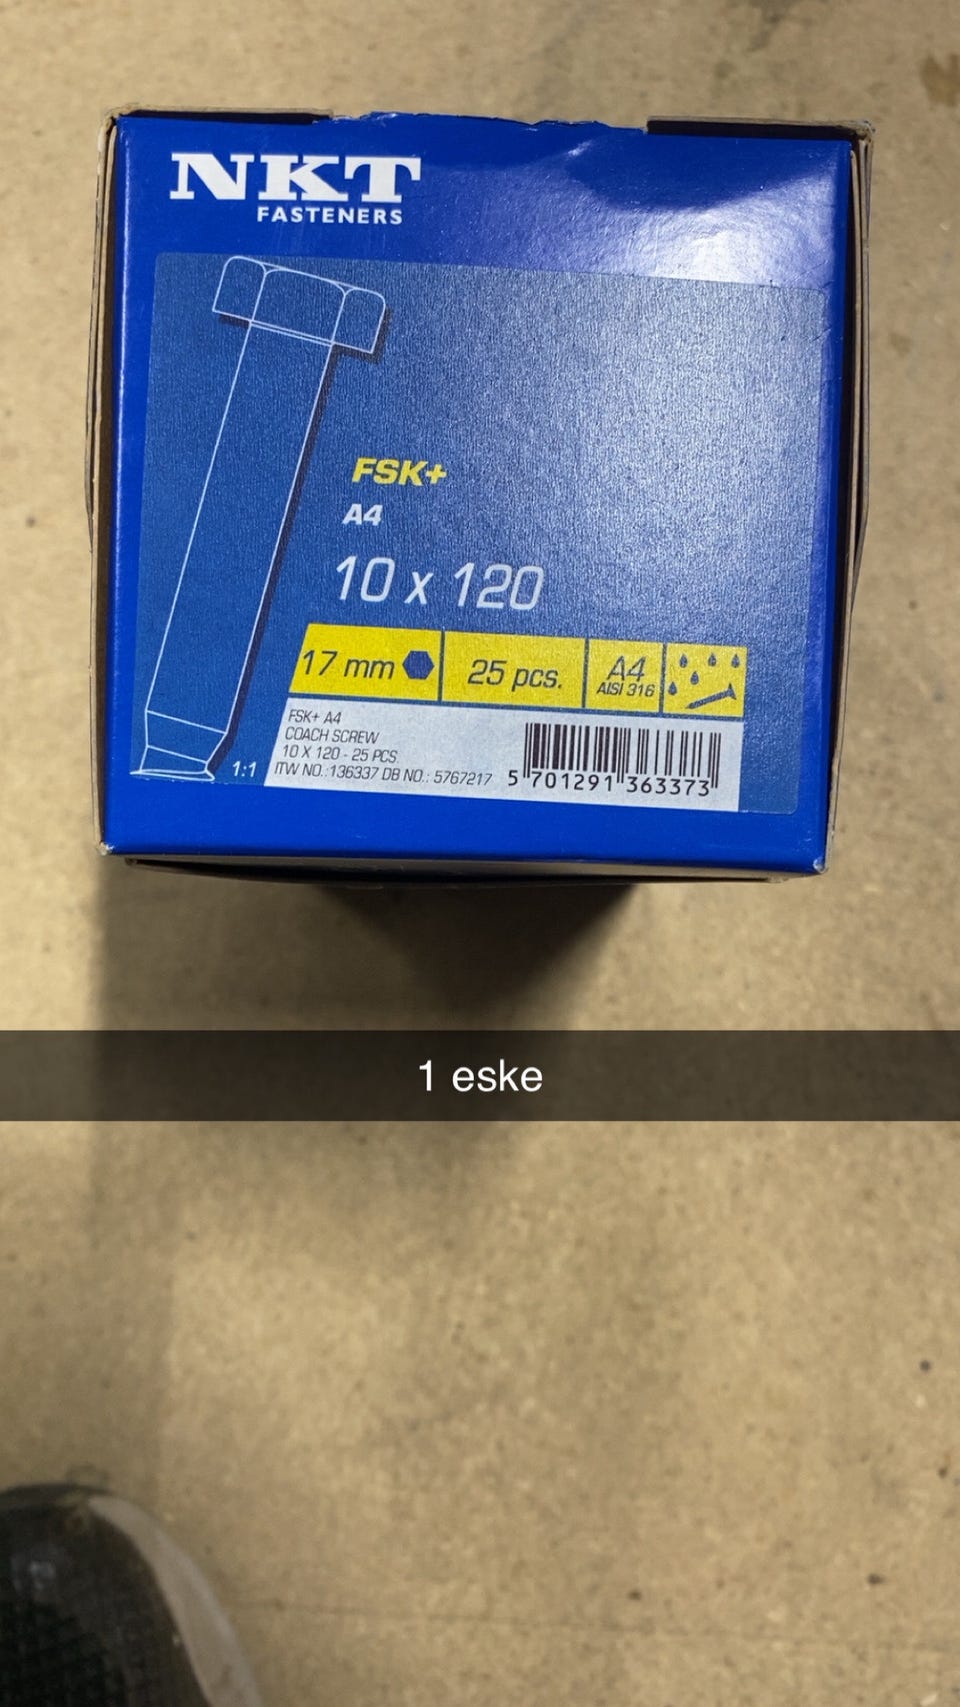 NKT
FASTENERS
FSK+
A4
10 x 120
17 mm
25 pcs.
A4
AISI 316
FSK+ A4
COACH SCREW
10 X 120 - 25 PCS
ITW NO.:136337 DB NO.: 5767217
5 701291 363373
1:1
1 eske